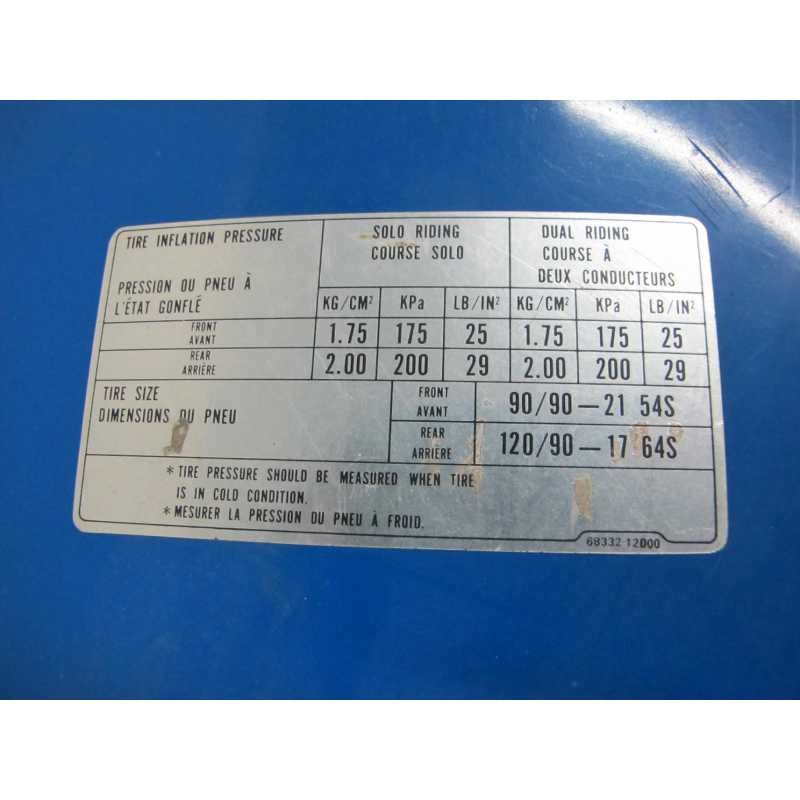 TIRE INFLATION PRESSURE
PRESSION DU PNEU À
L'ÉTAT GONFLÉ
SOLO RIDING
COURSE SOLO
DUAL RIDING
COURSE À
DEUX CONDUCTEURS
KG/CM² KPa LB/IN² KG/CM² KPa LB/IN²
FRONT
AVANT
1.75 175 25 1.75 175 25
REAR
ARRIÈRE
2.00 200 29 2.00 200 29
TIRE SIZE
DIMENSIONS DU PNEU
FRONT
AVANT
90/90-21 54S
REAR
ARRIÈRE
120/90-17 64S
* TIRE PRESSURE SHOULD BE MEASURED WHEN TIRE
IS IN COLD CONDITION.
* MESURER LA PRESSION DU PNEU À FROID.
68332-12D00